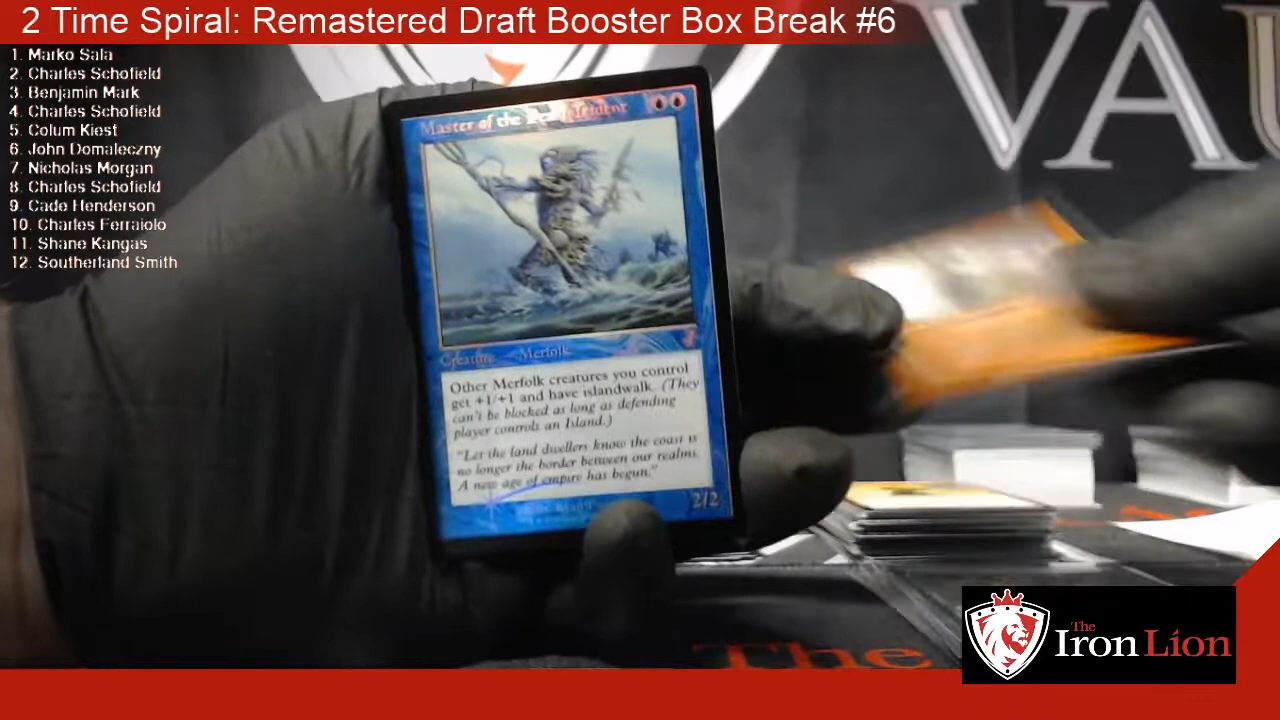 2 Time Spiral: Remastered Draft Booster Box Break #6
1. Marko Sala
2. Charles Schofield
3. Benjamin Mark
4. Charles Schofield
5. Colum Kiest
6. John Domaleczny
7. Nicholas Morgan
8. Charles Schofield
9. Cade Henderson
10. Charles Ferraiolo
11. Shane Kangas
12. Southerland Smith
VAU
Master of the Pearl Trident
Creature Merfolk
Other Merfolk creatures you control
get +1/+1 and have islandwalk. (They
can't be blocked as long as defending
player controls an Island.)
"Let the land dwellers know the coast is
no longer the border between our realms.
A new age of empire has begun."
2/2
The
The
Iron Lion